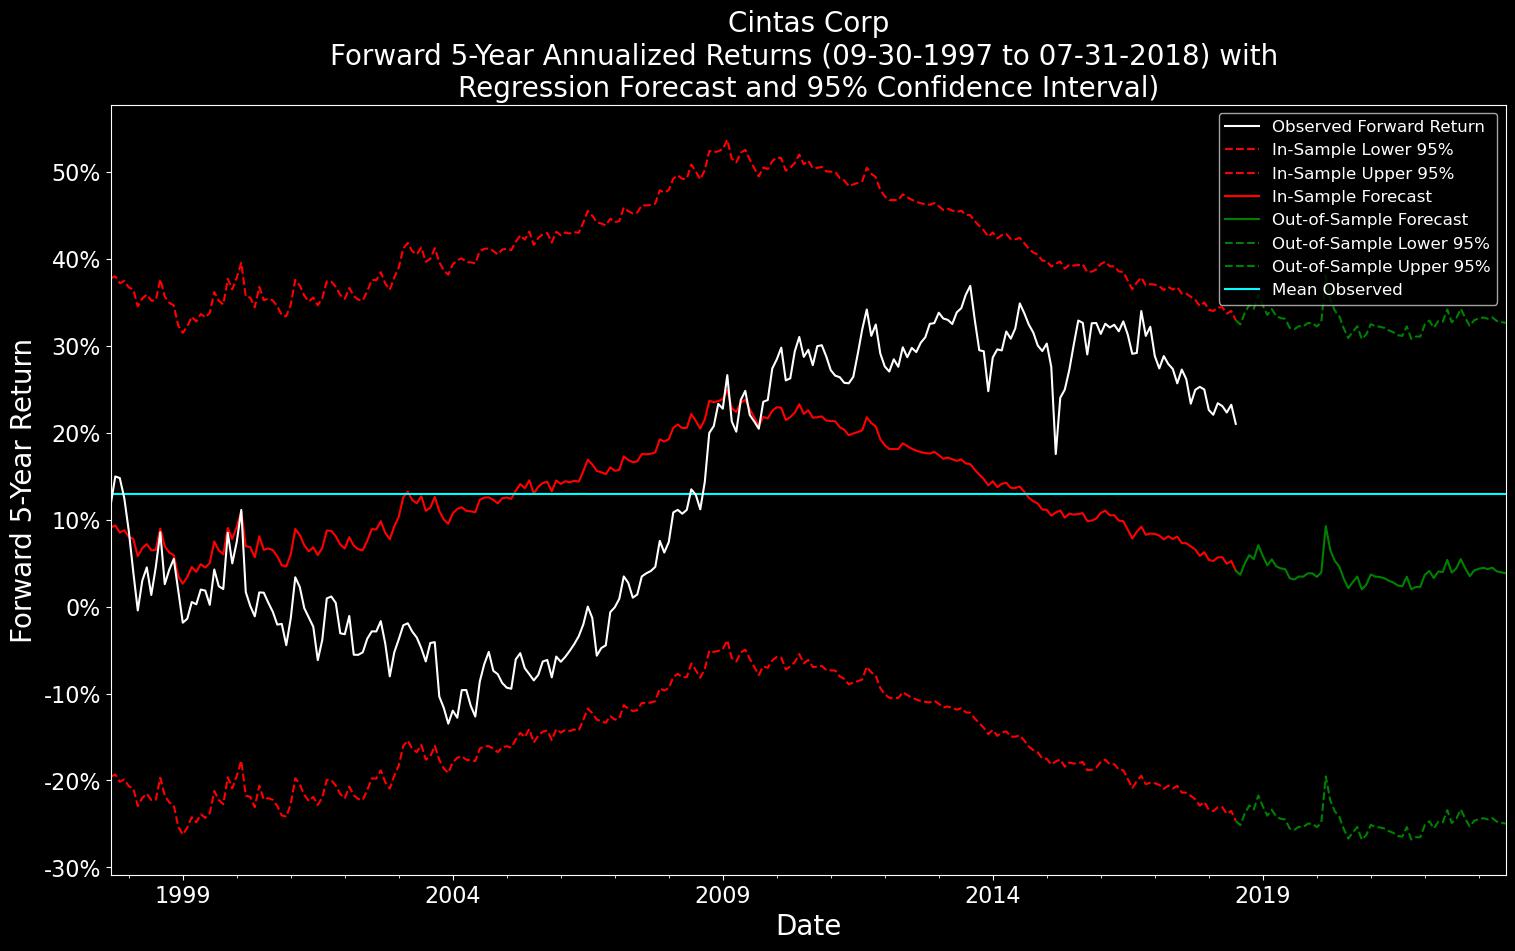 Cintas Corp
Forward 5-Year Annualized Returns (09-30-1997 to 07-31-2018) with
Regression Forecast and 95% Confidence Interval)
Observed Forward Return
In-Sample Lower 95%
In-Sample Upper 95%
In-Sample Forecast
Out-of-Sample Forecast
Out-of-Sample Lower 95%
Out-of-Sample Upper 95%
Mean Observed
Forward 5-Year Return
50%
40%
30%
20%
10%
0%
-10%
-20%
-30%
1999
2004
2009
2014
2019
Date